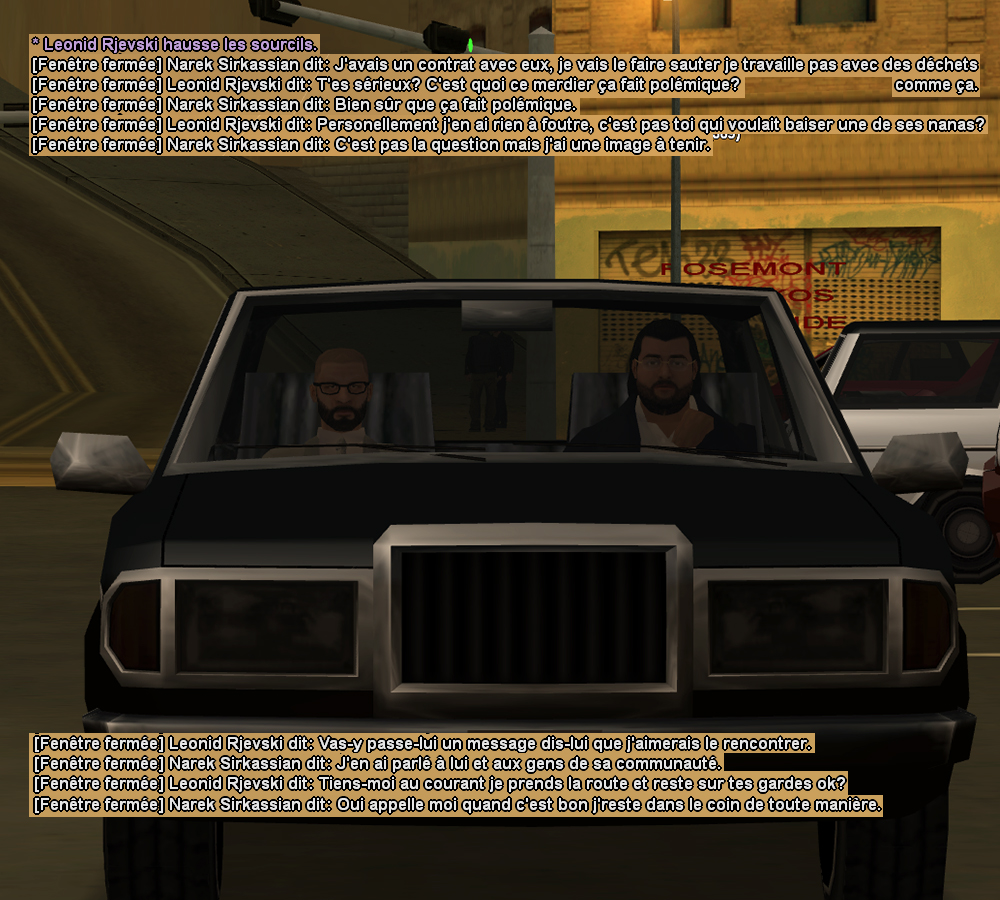 * Leonid Rjevski hausse les sourcils.
[Fenêtre fermée] Narek Sirkassian dit: J'avais un contrat avec eux, je vais le faire sauter je travaille pas avec des déchets
comme ça.
[Fenêtre fermée] Leonid Rjevski dit: T'es sérieux? C'est quoi ce merdier ça fait polémique?
[Fenêtre fermée] Narek Sirkassian dit: Bien sûr que ça fait polémique.
[Fenêtre fermée] Leonid Rjevski dit: Personellement j'en ai rien à foutre, c'est pas toi qui voulait baiser une de ses nanas?
[Fenêtre fermée] Narek Sirkassian dit: C'est pas la question mais j'ai une image à tenir.
ROSEMONT
[Fenêtre fermée] Leonid Rjevski dit: Vas-y passe-lui un message dis-lui que j'aimerais le rencontrer.
[Fenêtre fermée] Narek Sirkassian dit: J'en ai parlé à lui et aux gens de sa communauté.
[Fenêtre fermée] Leonid Rjevski dit: Tiens-moi au courant je prends la route et reste sur tes gardes ok?
[Fenêtre fermée] Narek Sirkassian dit: Oui appelle moi quand c'est bon j'reste dans le coin de toute manière.